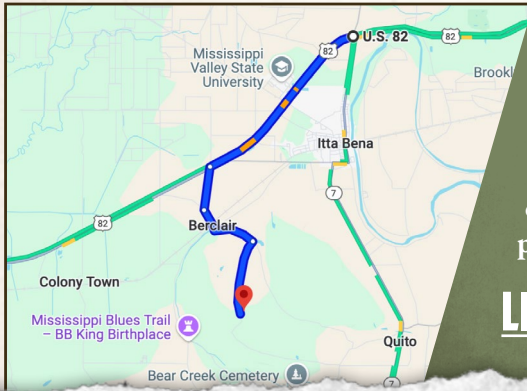 U.S. 82
82
82
Mississippi
Valley State
University
Itta Bena
7
82
Berclair
Colony Town
Mississippi Blues Trail
– BB King Birthplace
Quito
Bear Creek Cemetery
7